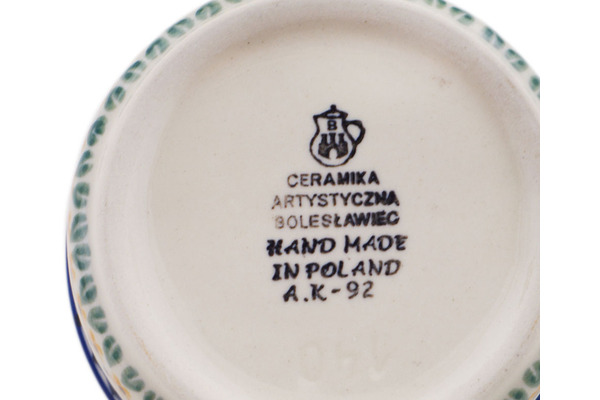 B
CERAMIKA
ARTYSTYCZNA
BOLESŁAWIEC
HAND MADE
IN POLAND
A.K-92